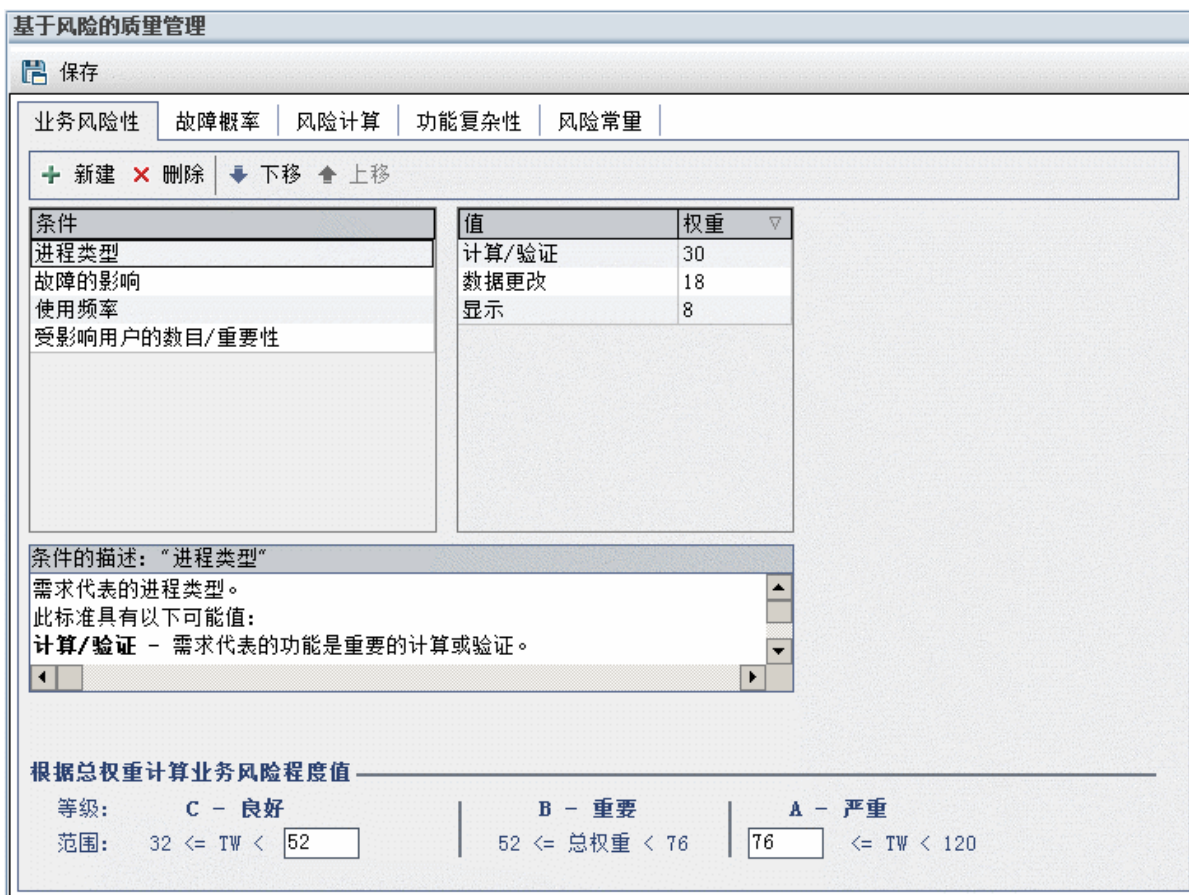 基于风险的质量管理
保存
业务风险性 故障概率 风险计算 功能复杂性 风险常量
新建 删除 下移 上移
条件 值 权重
进程类型 计算/验证 30
故障的影响 数据更改 18
使用频率 显示 8
受影响用户的数目/重要性
条件的描述: “进程类型”
需求代表的进程类型。
此标准具有以下可能值:
计算/验证 - 需求代表的功能是重要的计算或验证。
根据总权重计算业务风险程度值
等级: C - 良好 B - 重要 A - 严重
范围: 32 <= TW < 52 52 <= 总权重 < 76 76 <= TW < 120